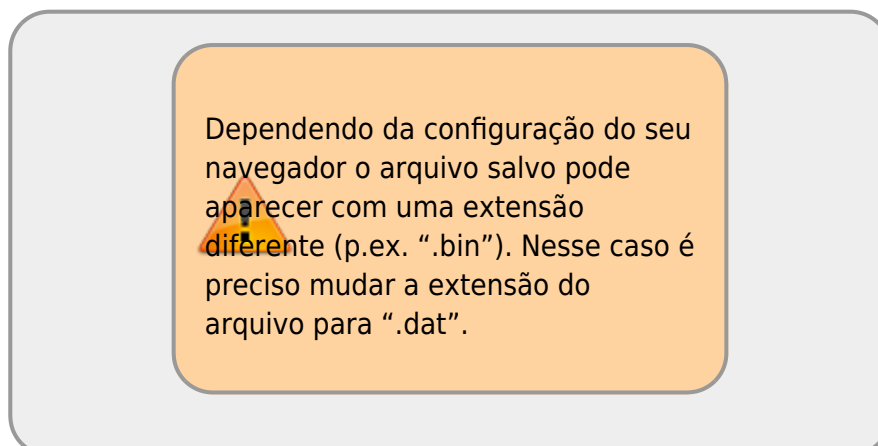 Dependendo da configuração do seu
navegador o arquivo salvo pode
aparecer com uma extensão
diferente (p.ex. “.bin”). Nesse caso é
preciso mudar a extensão do
arquivo para “.dat”.